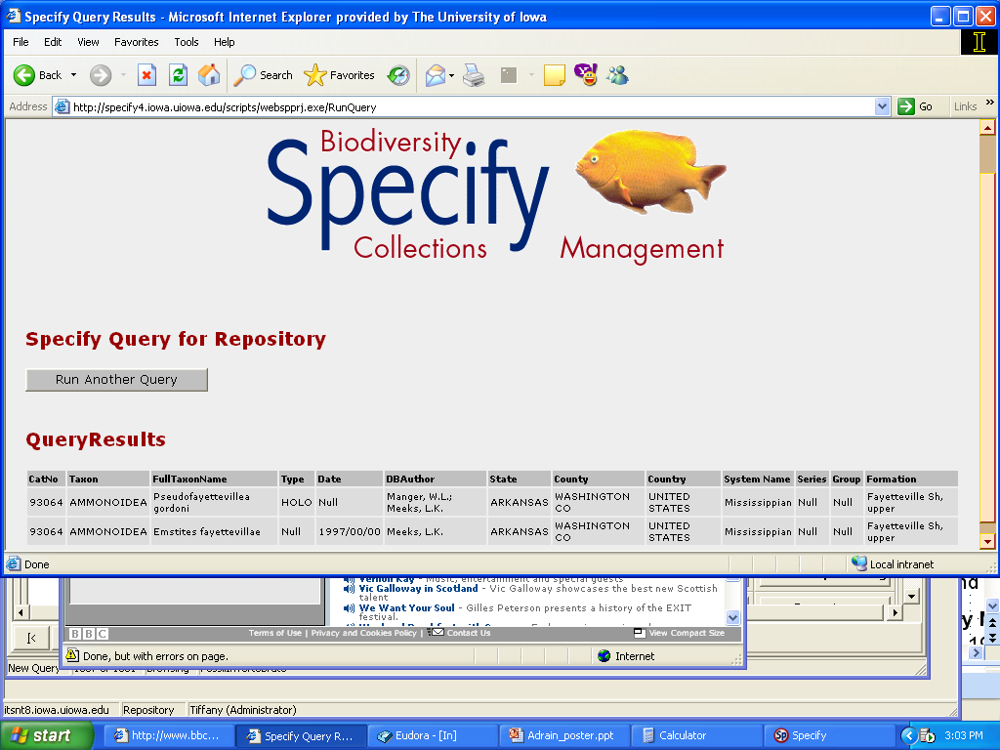 Specify Query Results - Microsoft Internet Explorer provided by The University of Iowa
File Edit View Favorites Tools Help
Back Search Favorites
Address http://specify4.iowa.uiowa.edu/scripts/webspprj.exe/RunQuery Go Links »
Biodiversity
Specify
Collections Management
Specify Query for Repository
Run Another Query
QueryResults
CatNo Taxon FullTaxonName Type Date DBAuthor State County Country System Name Series Group Formation
93064 AMMONOIDEA Pseudofayettevillea gordoni HOLO Null Manger, W.L.; Meeks, L.K. ARKANSAS WASHINGTON CO UNITED STATES Mississippian Null Null Fayetteville Sh, upper
93064 AMMONOIDEA Emstites fayettevillae Null 1997/00/00 Meeks, L.K. ARKANSAS WASHINGTON CO UNITED STATES Mississippian Null Null Fayetteville Sh, upper
Done Local intranet
Vernon Kay - Music, entertainment and special guests
Vic Galloway in Scotland - Vic Galloway showcases the best new Scottish
talent
We Want Your Soul - Gilles Peterson presents a history of the EXIT
festival.
BBC Terms of Use | Privacy and Cookies Policy | Contact Us View Compact Size
Done, but with errors on page. Internet
New Query
itsnt8.iowa.uiowa.edu Repository Tiffany (Administrator)
start http://www.bbc... Specify Query R... Eudora - [In] Adrain_poster.ppt Calculator Specify 3:03 PM